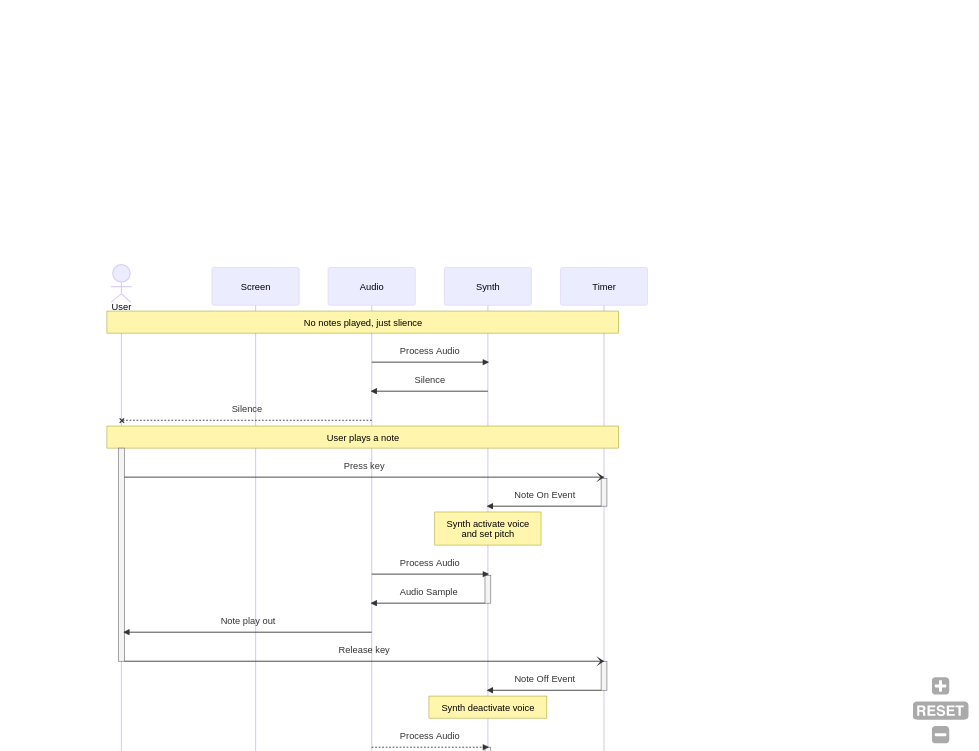 User
Screen
Audio
Synth
Timer
No notes played, just slience
Process Audio
Silence
Silence
User plays a note
Press key
Note On Event
Synth activate voice
and set pitch
Process Audio
Audio Sample
Note play out
Release key
Note Off Event
Synth deactivate voice
Process Audio
RESET